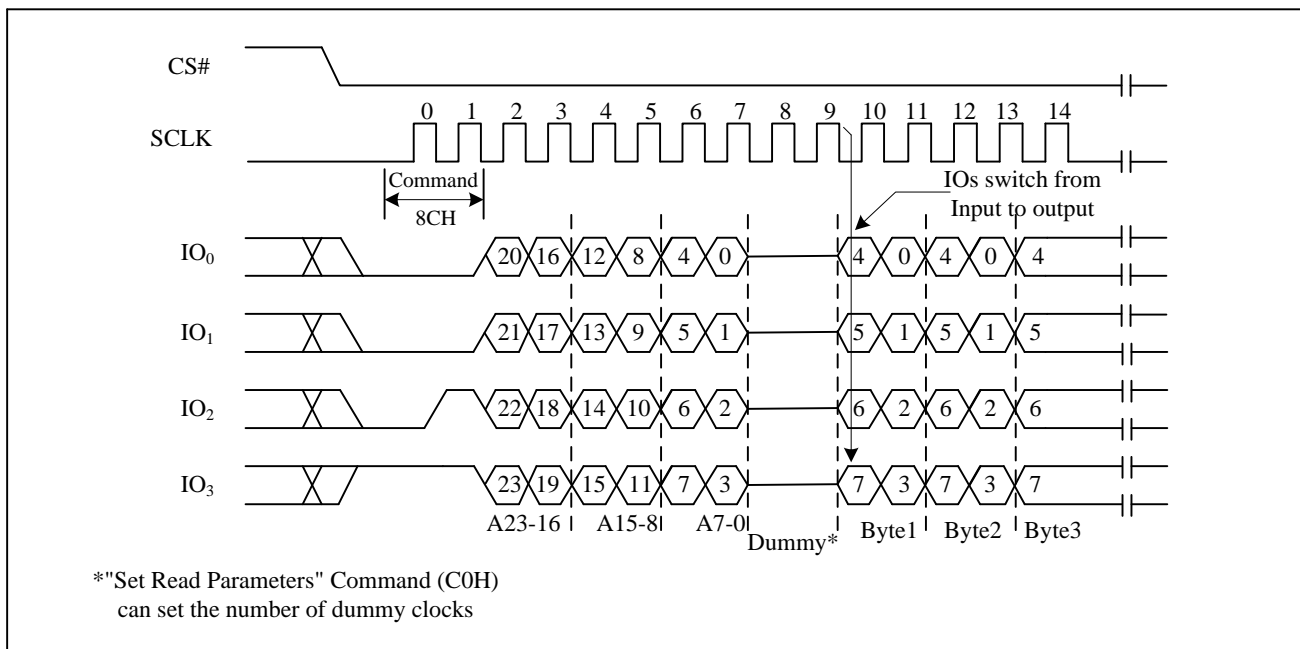 CS#
0 1 2 3 4 5 6 7 8 9 10 11 12 13 14
SCLK
Command
8CH
IOs switch from
Input to output
IO0
20 16 12 8 4 0 4 0 4 0 4
IO1
21 17 13 9 5 1 5 1 5 1 5
IO2
22 18 14 10 6 2 6 2 6 2 6
IO3
23 19 15 11 7 3 7 3 7 3 7
A23-16 A15-8 A7-0 Dummy* Byte1 Byte2 Byte3
*"Set Read Parameters" Command (C0H)
can set the number of dummy clocks